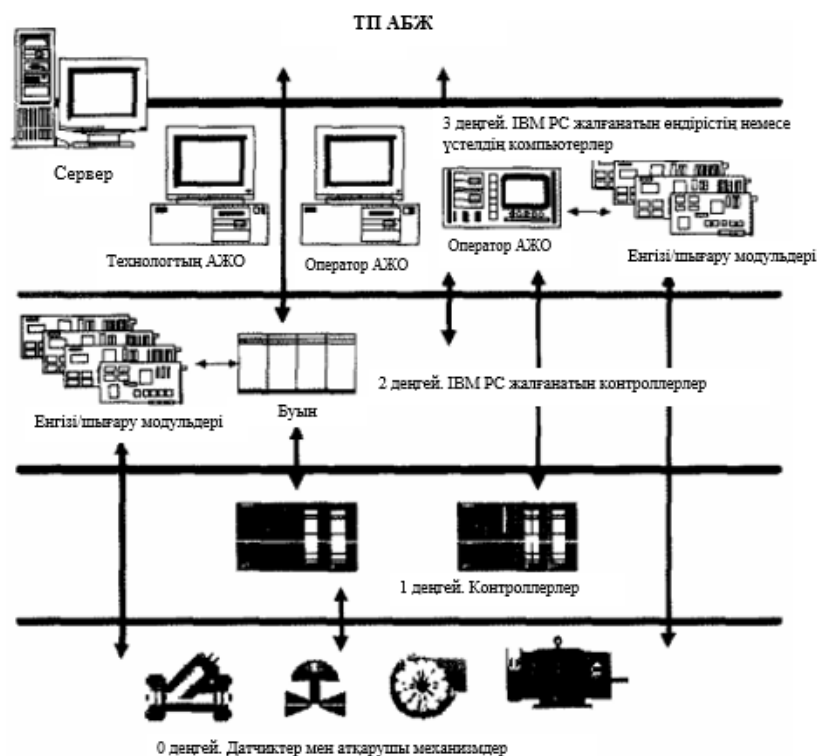 ТП АБЖ
3 деңгей. IBM PC жалғанатын өндірістің немесе
үстелдің компьютерлер
Сервер
Технологтың АЖО
Оператор АЖО
Оператор АЖО
Енгізі/шығару модульдері
2 деңгей. IBM PC жалғанатын контроллерлер
Буын
Енгізі/шығару модульдері
1 деңгей. Контроллерлер
0 деңгей. Датчиктер мен атқарушы механизмдер